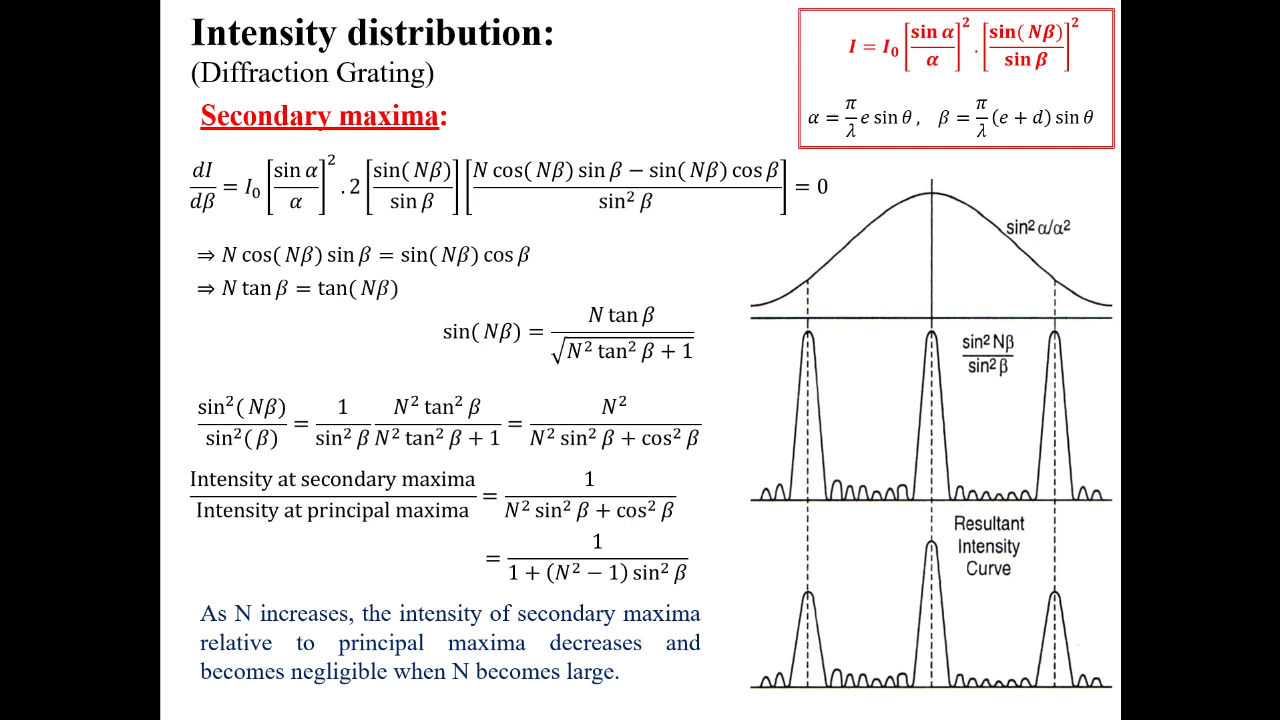 Intensity distribution:
(Diffraction Grating)
Secondary maxima:
I = I₀ [sin α / α]² . [sin(Nβ) / sin β]²
α = π/λ e sin θ , β = π/λ (e + d) sin θ
dI/dβ = I₀ [sin α / α]² . 2 [sin(Nβ) / sin β] [N cos(Nβ) sin β − sin(Nβ) cos β / sin² β] = 0
⇒ N cos(Nβ) sin β = sin(Nβ) cos β
⇒ N tan β = tan(Nβ)
sin(Nβ) = N tan β / √(N² tan² β + 1)
sin²(Nβ) / sin²(β) = 1 / sin² β N² tan² β / N² tan² β + 1 = N² / N² sin² β + cos² β
Intensity at secondary maxima / Intensity at principal maxima = 1 / N² sin² β + cos² β
= 1 / 1 + (N² − 1) sin² β
As N increases, the intensity of secondary maxima
relative to principal maxima decreases and
becomes negligible when N becomes large.
sin² α/α²
sin² Nβ / sin² β
Resultant
Intensity
Curve